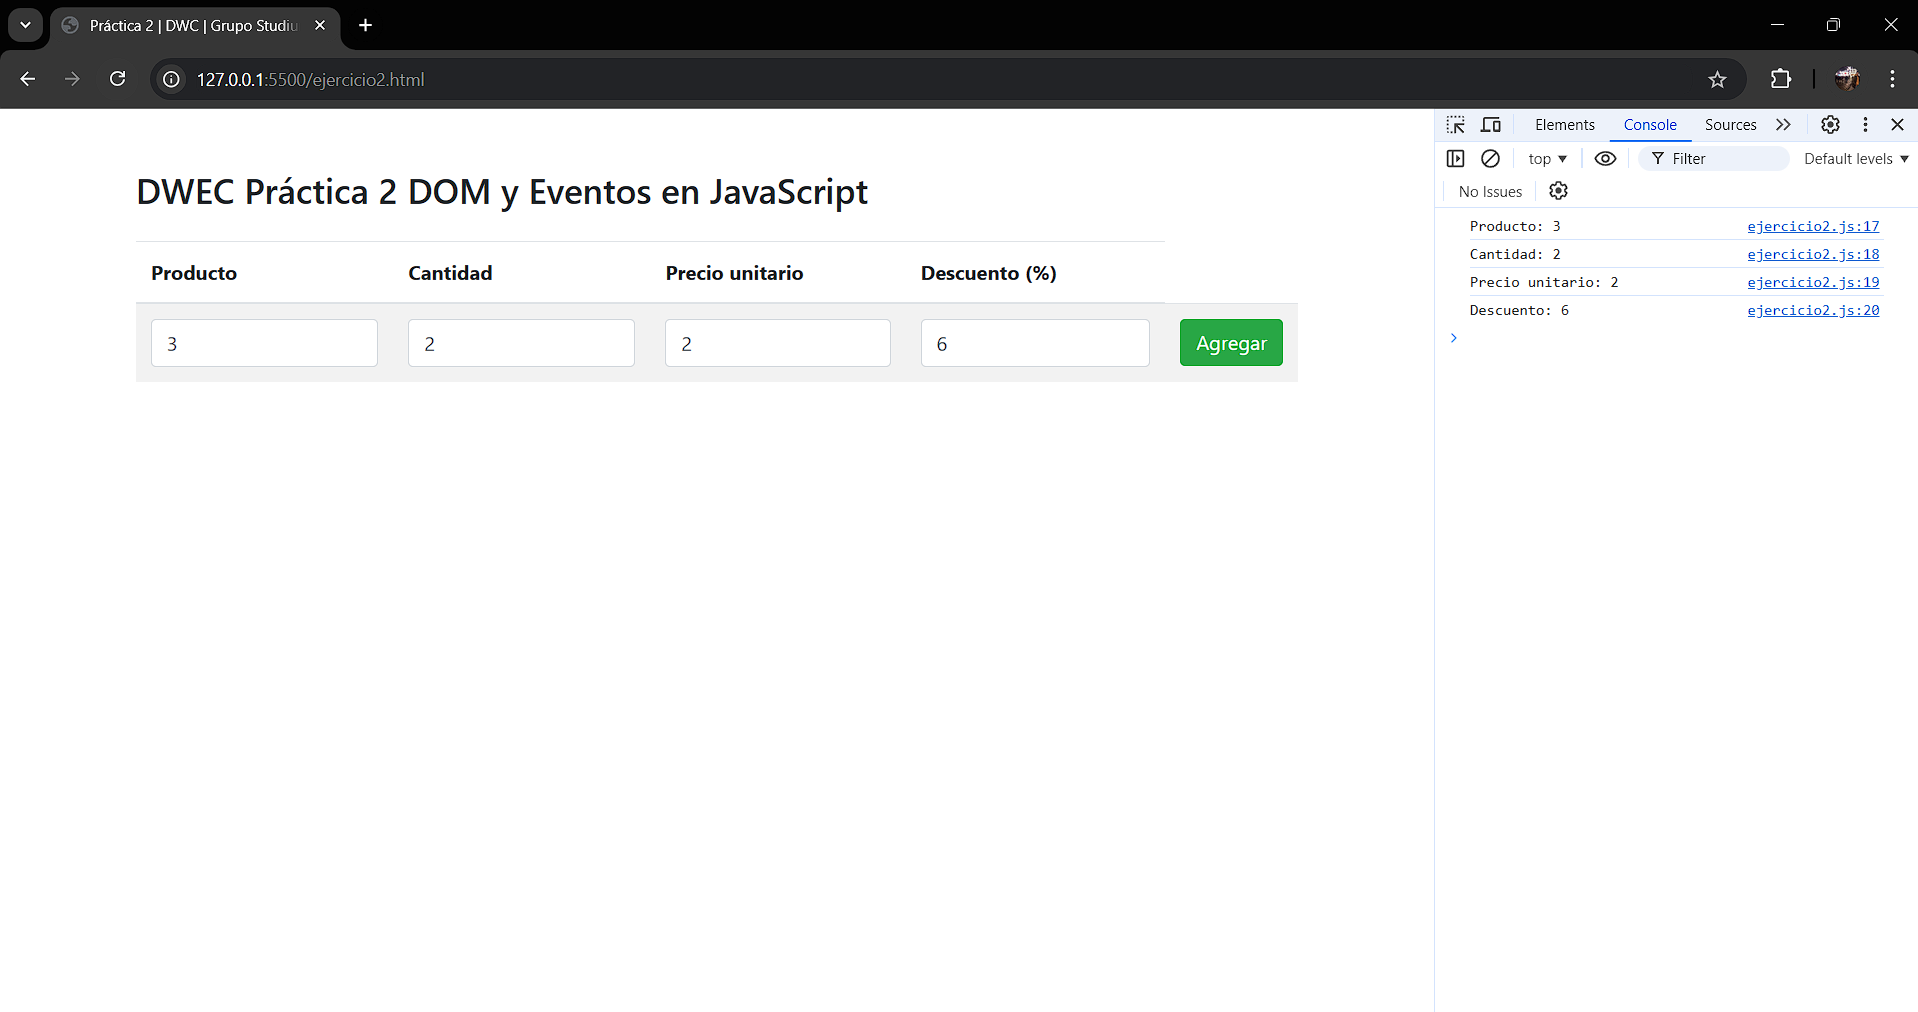 Práctica 2 | DWC | Grupo Studiu
127.0.0.1:5500/ejercicio2.html
Elements Console Sources
top Filter Default levels
No Issues
DWEC Práctica 2 DOM y Eventos en JavaScript
Producto Cantidad Precio unitario Descuento (%)
3 2 2 6 Agregar
Producto: 3 ejercicio2.js:17
Cantidad: 2 ejercicio2.js:18
Precio unitario: 2 ejercicio2.js:19
Descuento: 6 ejercicio2.js:20